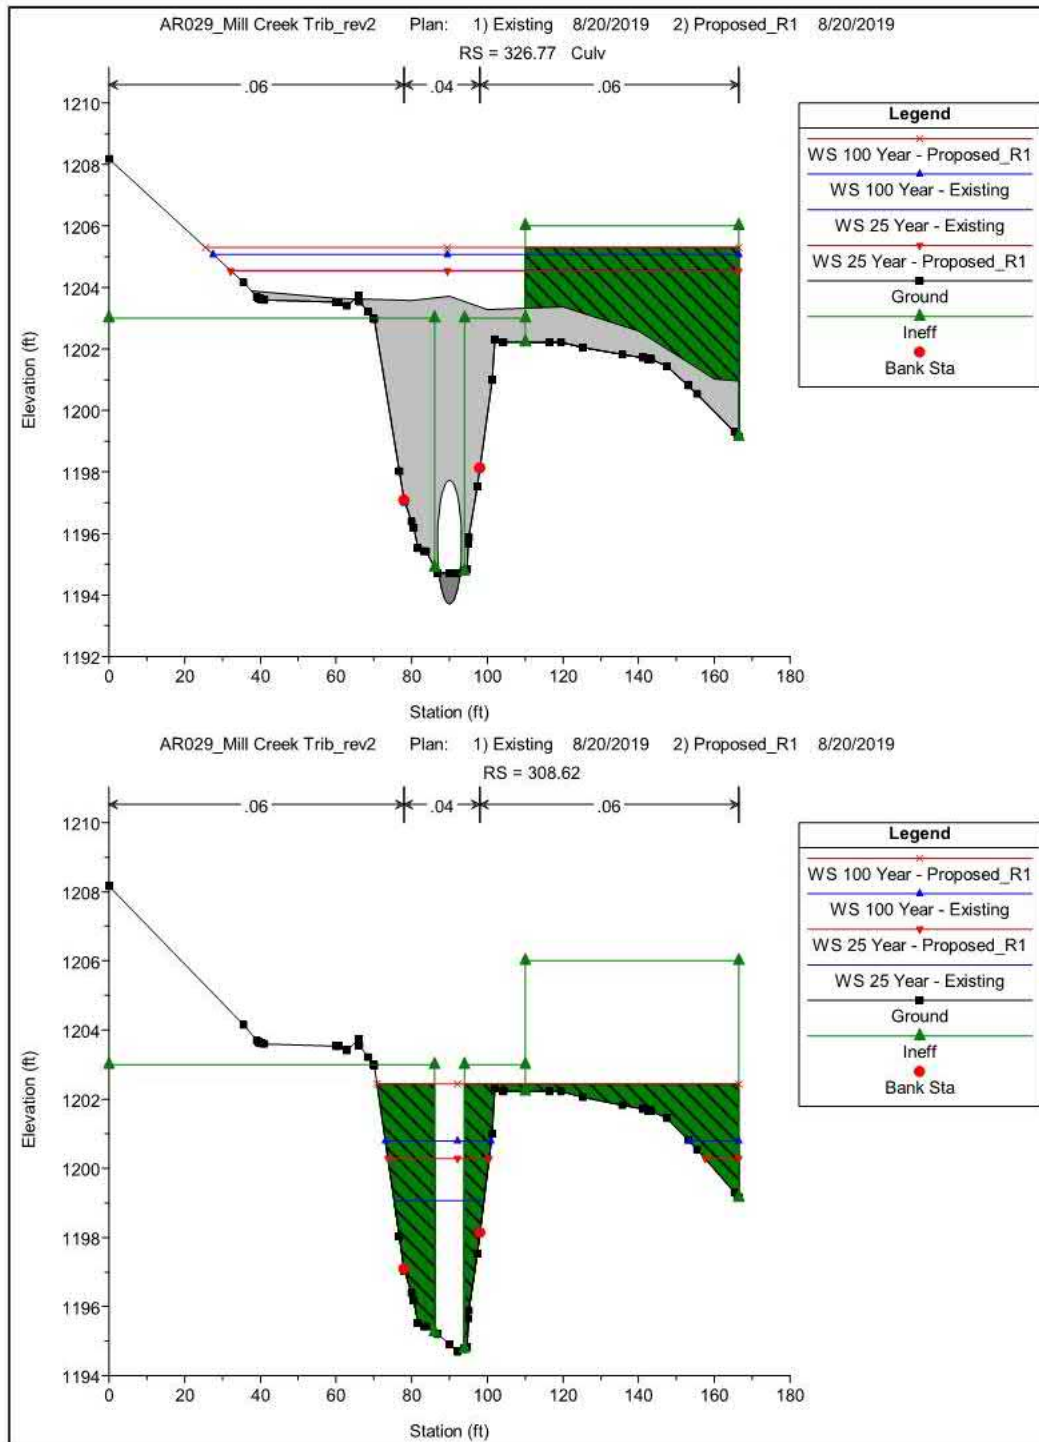 AR029_Mill Creek Trib_rev2 Plan: 1) Existing 8/20/2019 2) Proposed_R1 8/20/2019
RS = 326.77 Culv
.06 .04 .06
1210
1208
1206
1204
1202
1200
1198
1196
1194
1192
Elevation (ft)
0 20 40 60 80 100 120 140 160 180
Station (ft)
Legend
WS 100 Year - Proposed_R1
WS 100 Year - Existing
WS 25 Year - Existing
WS 25 Year - Proposed_R1
Ground
Ineff
Bank Sta
AR029_Mill Creek Trib_rev2 Plan: 1) Existing 8/20/2019 2) Proposed_R1 8/20/2019
RS = 308.62
.06 .04 .06
1210
1208
1206
1204
1202
1200
1198
1196
1194
Elevation (ft)
0 20 40 60 80 100 120 140 160 180
Station (ft)
Legend
WS 100 Year - Proposed_R1
WS 100 Year - Existing
WS 25 Year - Proposed_R1
WS 25 Year - Existing
Ground
Ineff
Bank Sta